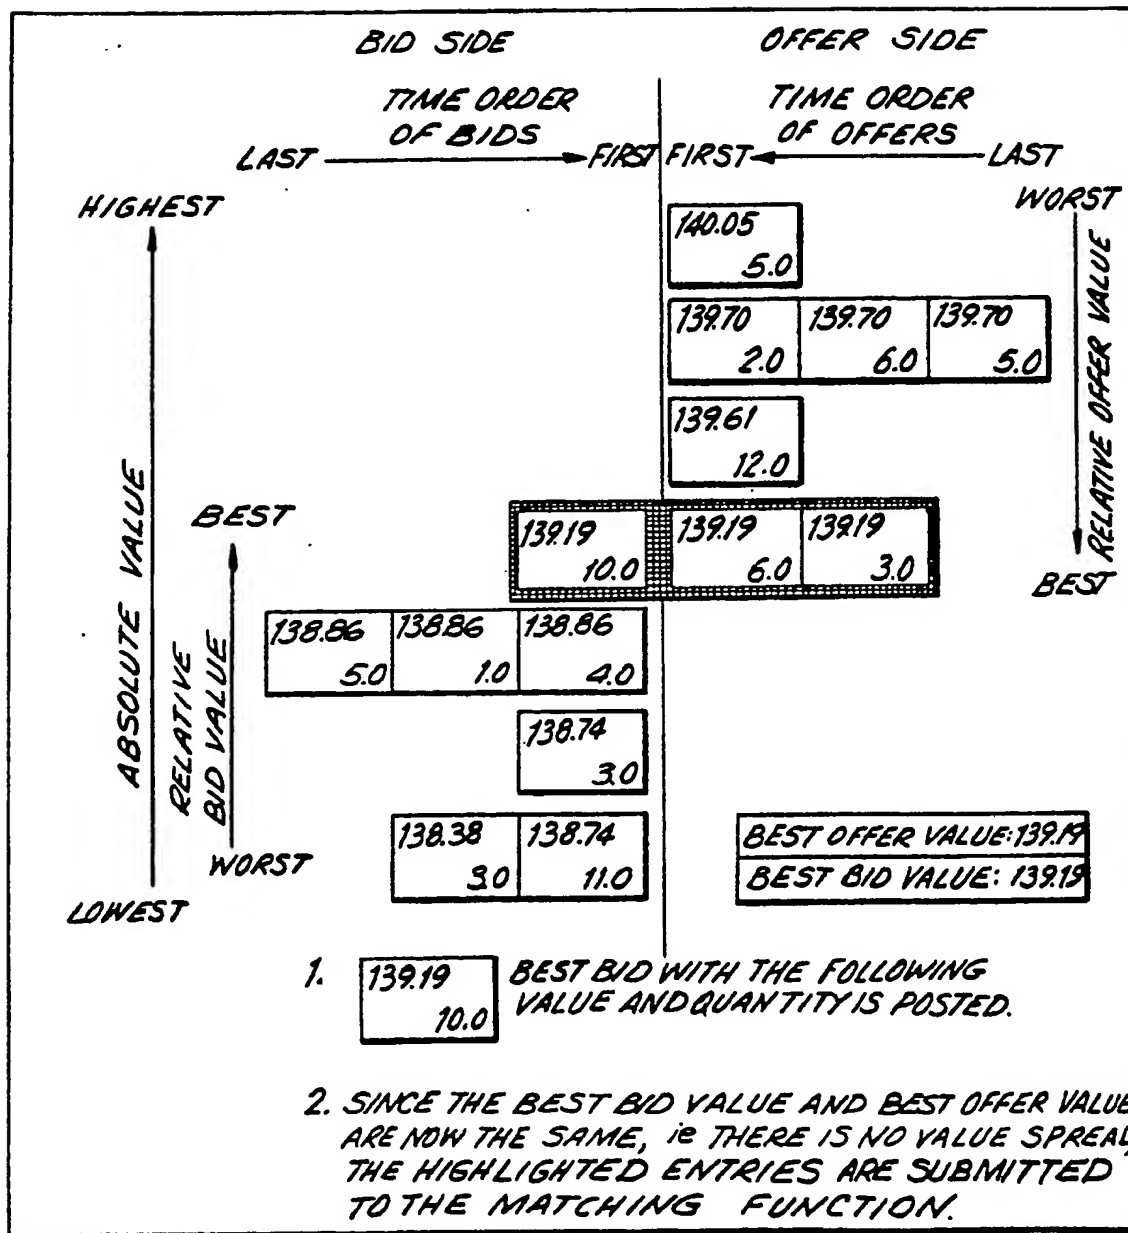 BID SIDE
OFFER SIDE
TIME ORDER
OF BIDS
TIME ORDER
OF OFFERS
LAST
FIRST
FIRST
LAST
HIGHEST
WORST
140.05
5.0
139.70
139.70
139.70
2.0
6.0
5.0
139.61
12.0
RELATIVE OFFER VALUE
BEST
139.19
139.19
139.19
10.0
6.0
3.0
BEST
ABSOLUTE VALUE
RELATIVE
BID VALUE
138.86
138.86
138.86
5.0
1.0
4.0
138.74
3.0
138.38
138.74
3.0
11.0
WORST
LOWEST
BEST OFFER VALUE: 139.19
BEST BID VALUE: 139.19
1.
139.19
10.0
BEST BID WITH THE FOLLOWING
VALUE AND QUANTITY IS POSTED.
2. SINCE THE BEST BID VALUE AND BEST OFFER VALUE
ARE NOW THE SAME, ie THERE IS NO VALUE SPREAD,
THE HIGHLIGHTED ENTRIES ARE SUBMITTED
TO THE MATCHING FUNCTION.